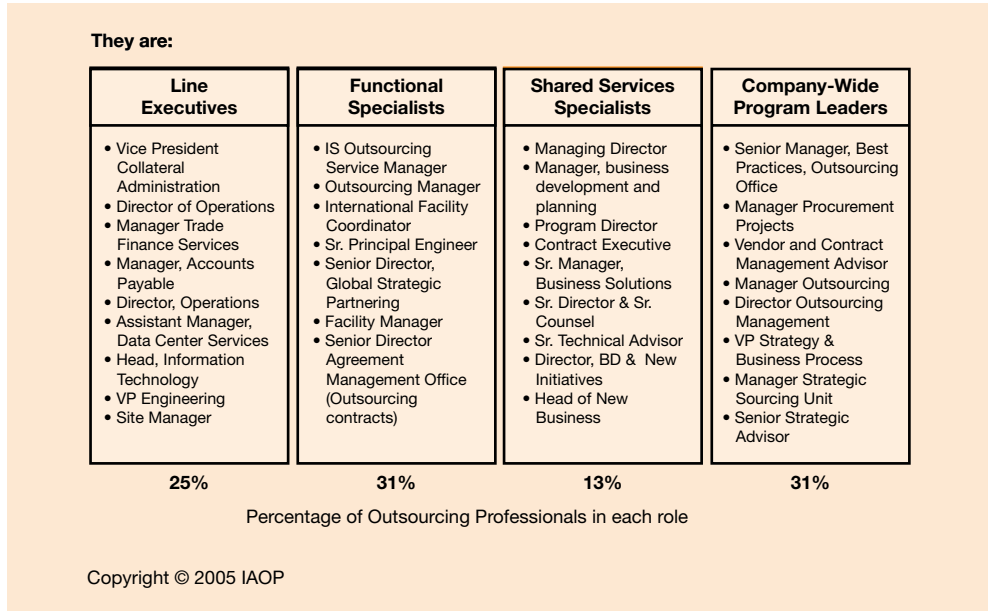 They are:
Line
Executives
• Vice President
Collateral
Administration
• Director of Operations
• Manager Trade
Finance Services
• Manager, Accounts
Payable
• Director, Operations
• Assistant Manager,
Data Center Services
• Head, Information
Technology
• VP Engineering
• Site Manager
25%
Functional
Specialists
• IS Outsourcing
Service Manager
• Outsourcing Manager
• International Facility
Coordinator
• Sr. Principal Engineer
• Senior Director,
Global Strategic
Partnering
• Facility Manager
• Senior Director
Agreement
Management Office
(Outsourcing
contracts)
31%
Shared Services
Specialists
• Managing Director
• Manager, business
development and
planning
• Program Director
• Contract Executive
• Sr. Manager,
Business Solutions
• Sr. Director & Sr.
Counsel
• Sr. Technical Advisor
• Director, BD & New
Initiatives
• Head of New
Business
13%
Company-Wide
Program Leaders
• Senior Manager, Best
Practices, Outsourcing
Office
• Manager Procurement
Projects
• Vendor and Contract
Management Advisor
• Manager Outsourcing
• Director Outsourcing
Management
• VP Strategy &
Business Process
• Manager Strategic
Sourcing Unit
• Senior Strategic
Advisor
31%
Percentage of Outsourcing Professionals in each role
Copyright © 2005 IAOP